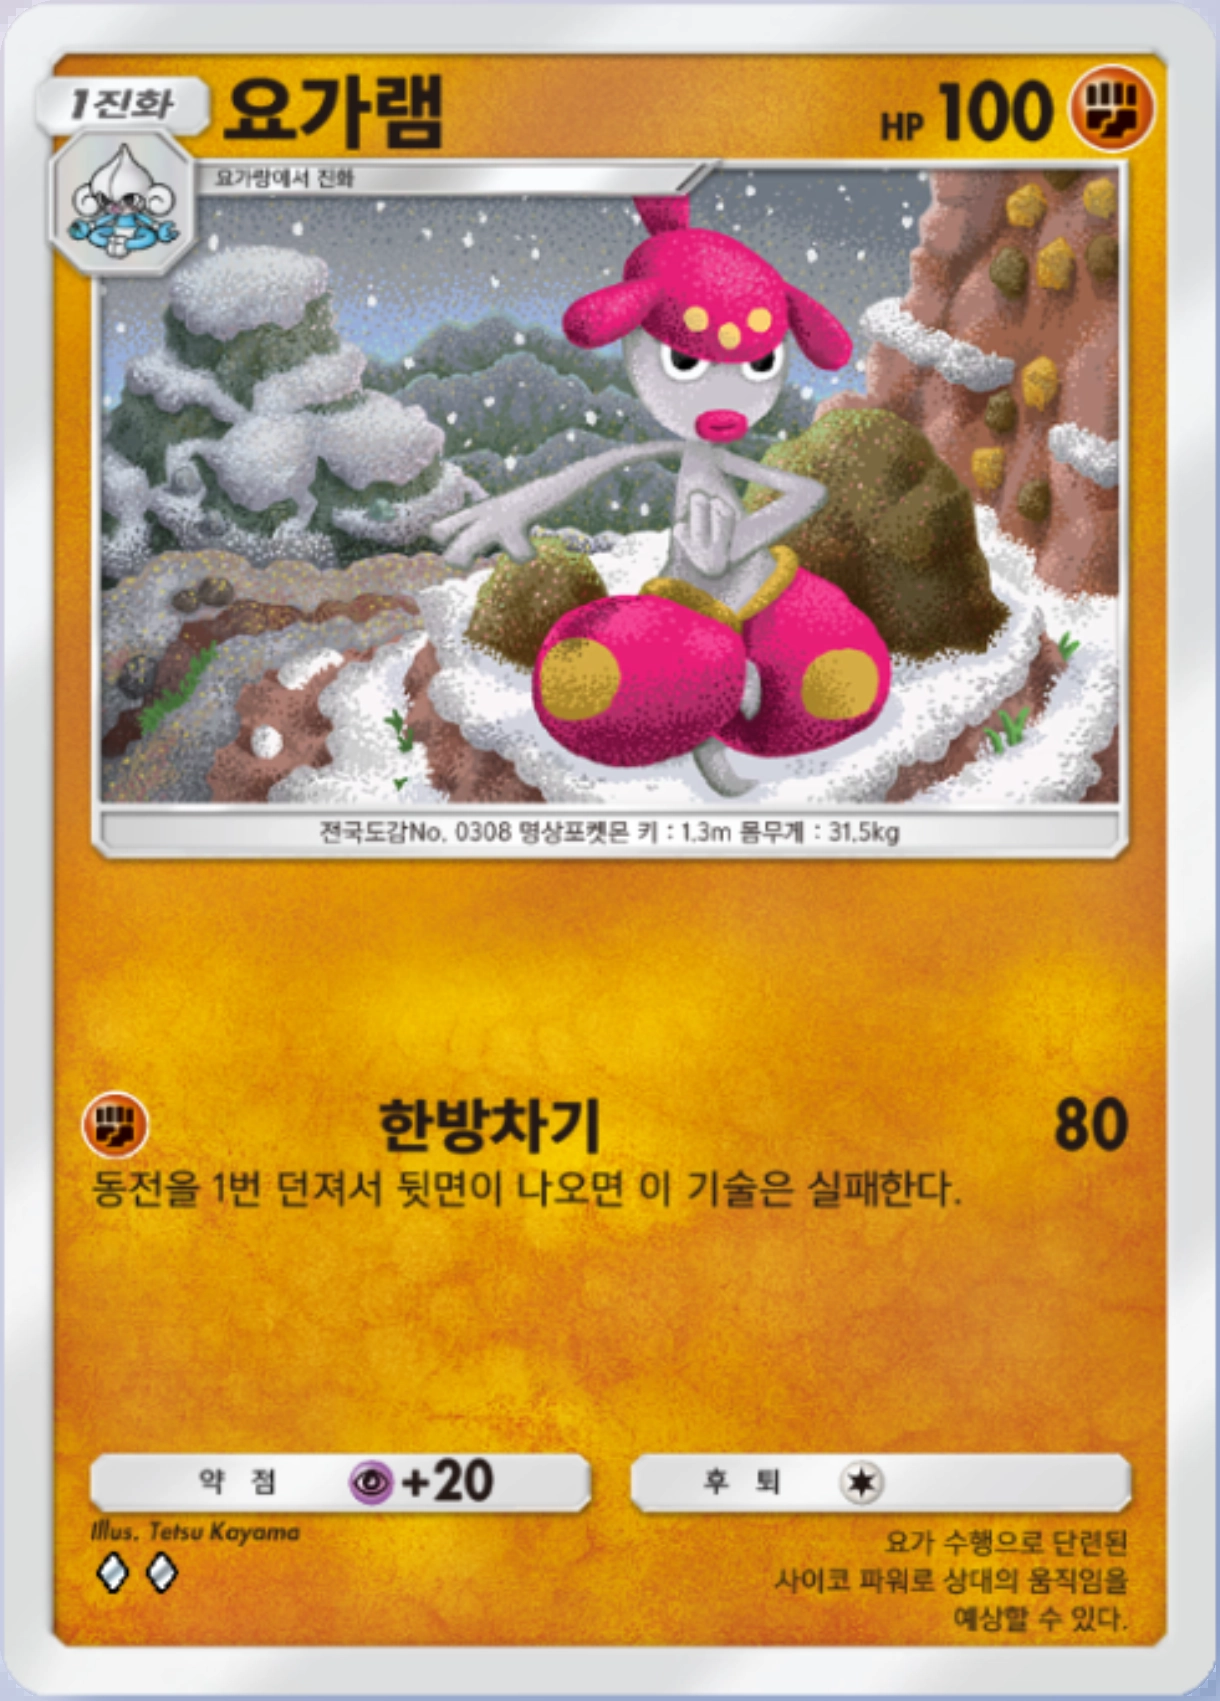 1진화 요가램 HP 100
요가랑에서 진화
전국도감No. 0308 명상포켓몬 키 : 1.3m 몸무게 : 31.5kg
한방차기 80
동전을 1번 던져서 뒷면이 나오면 이 기술은 실패한다.
약점 +20 후퇴
Illus. Tetsu Kayama
요가 수행으로 단련된
사이코 파워로 상대의 움직임을
예상할 수 있다.